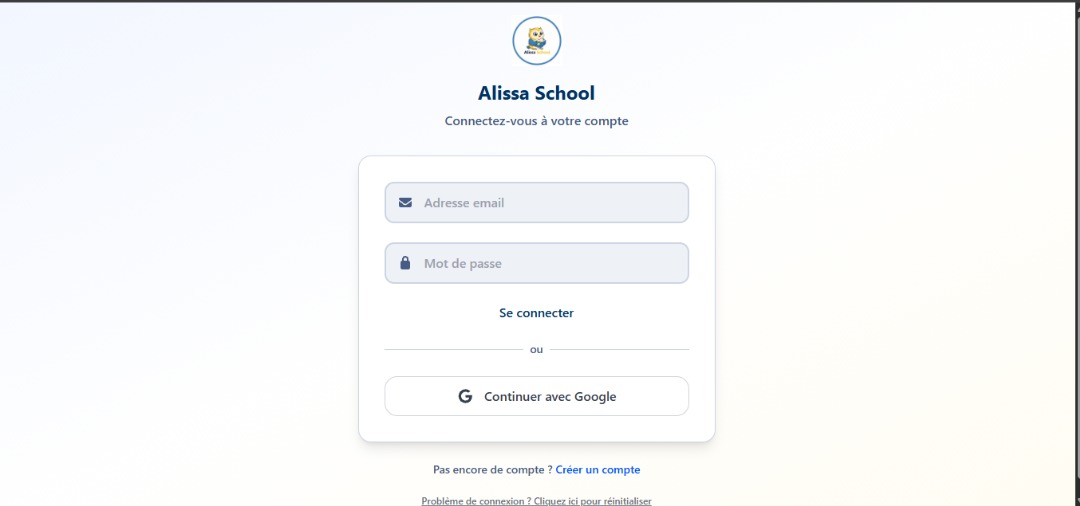 Alissa School
Alissa School
Connectez-vous à votre compte
Adresse email
Mot de passe
Se connecter
ou
Continuer avec Google
Pas encore de compte ? Créer un compte
Problème de connexion ? Cliquez ici pour réinitialiser